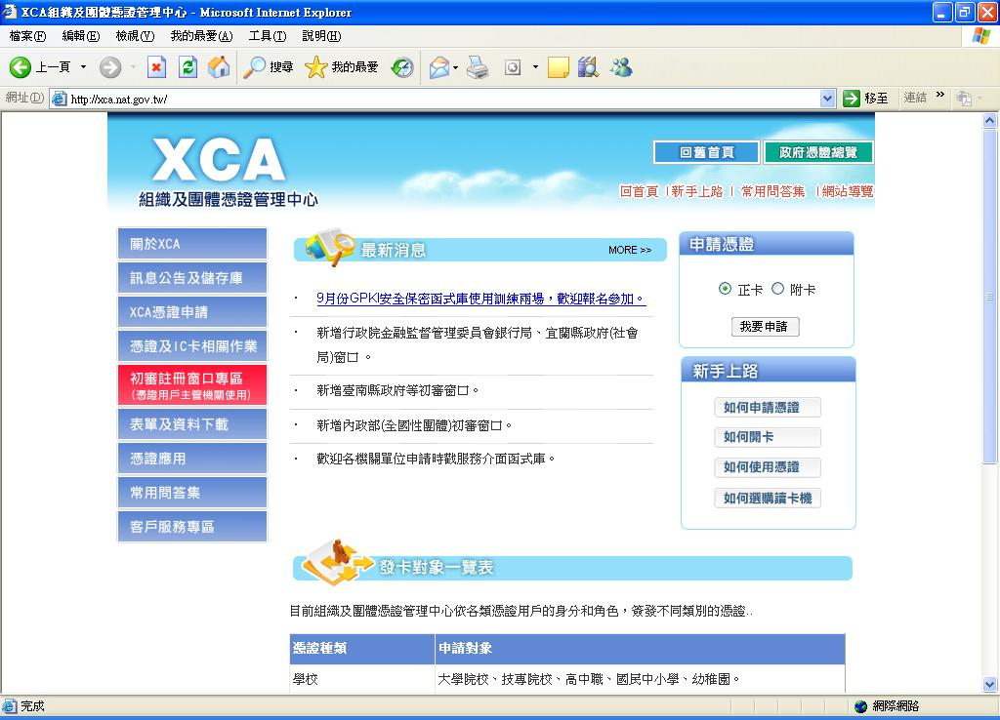 XCA組織及團體憑證管理中心 - Microsoft Internet Explorer
檔案(F) 編輯(E) 檢視(V) 我的最愛(A) 工具(T) 說明(H)
上一頁 搜尋 我的最愛
網址(D) http://xca.nat.gov.tw/ 移至 連結 »
XCA
組織及團體憑證管理中心
回舊首頁 政府憑證總覽
回首頁 | 新手上路 | 常用問答集 | 網站導覽
關於XCA
訊息公告及儲存庫
XCA憑證申請
憑證及IC卡相關作業
初審註冊窗口專區
(憑證用戶主管機關使用)
表單及資料下載
憑證應用
常用問答集
客戶服務專區
最新消息 MORE >>
‧ 9月份GPKI安全保密函式庫使用訓練兩場，歡迎報名參加。
‧ 新增行政院金融監督管理委員會銀行局、宜蘭縣政府(社會
局)窗口。
‧ 新增臺南縣政府等初審窗口。
‧ 新增內政部(全國性團體)初審窗口。
‧ 歡迎各機關單位申請時戳服務介面函式庫。
申請憑證
正卡 附卡
我要申請
新手上路
如何申請憑證
如何開卡
如何使用憑證
如何選購讀卡機
發卡對象一覽表
目前組織及團體憑證管理中心依各類憑證用戶的身分和角色，簽發不同類別的憑證..
憑證種類 申請對象
學校 大學院校、技專院校、高中職、國民中小學、幼稚園。
完成 網際網路